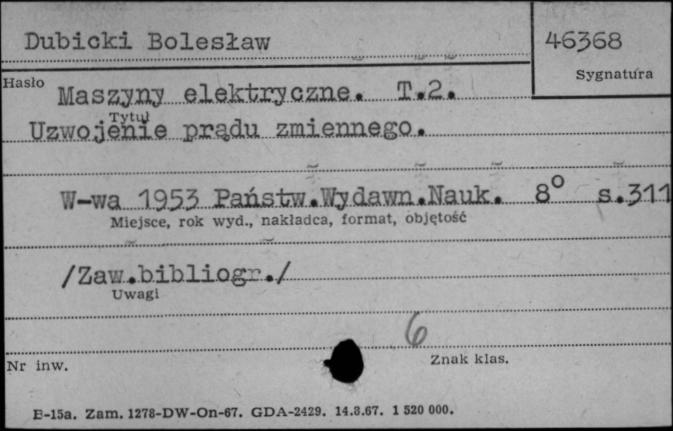 Dubicki Bolesław
46368
Hasło
Sygnatura
Maszyny elektryczne. T.2.
Tytuł
Uzwojenie prądu zmiennego.
W-wa 1953 Państw.Wydawn.Nauk. 8° s.311
Miejsce, rok wyd., nakładca, format, objętość
/Zaw.bibliogr./
Uwagi
6
Nr inw.
Znak klas.
E-15a. Zam. 1278-DW-On-67. GDA-2429. 14.8.67. 1 520 000.